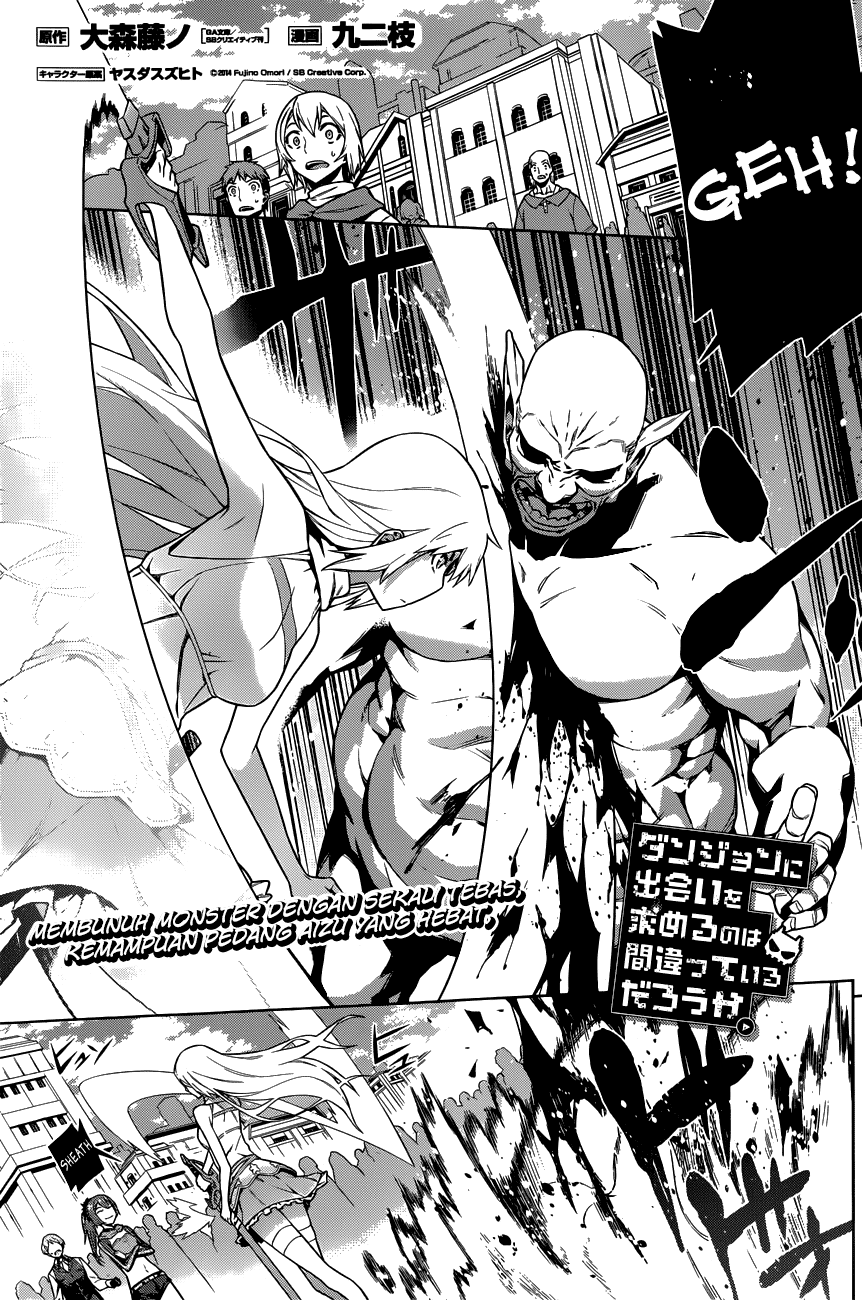 原作 大森藤ノ [GA文庫/SBクリエイティブ刊] 漫画 九二枝
キャラクター原案 ヤスダスズヒト ©2014 Fujino Omori / SB Creative Corp.
GEH!
MEMBUNUH MONSTER DENGAN SEKALI TEBAS,
KEMAMPUAN PEDANG AIZU YANG HEBAT.
ダンジョンに
出会いを
求めるのは
間違っている
だろうか
SHEATH